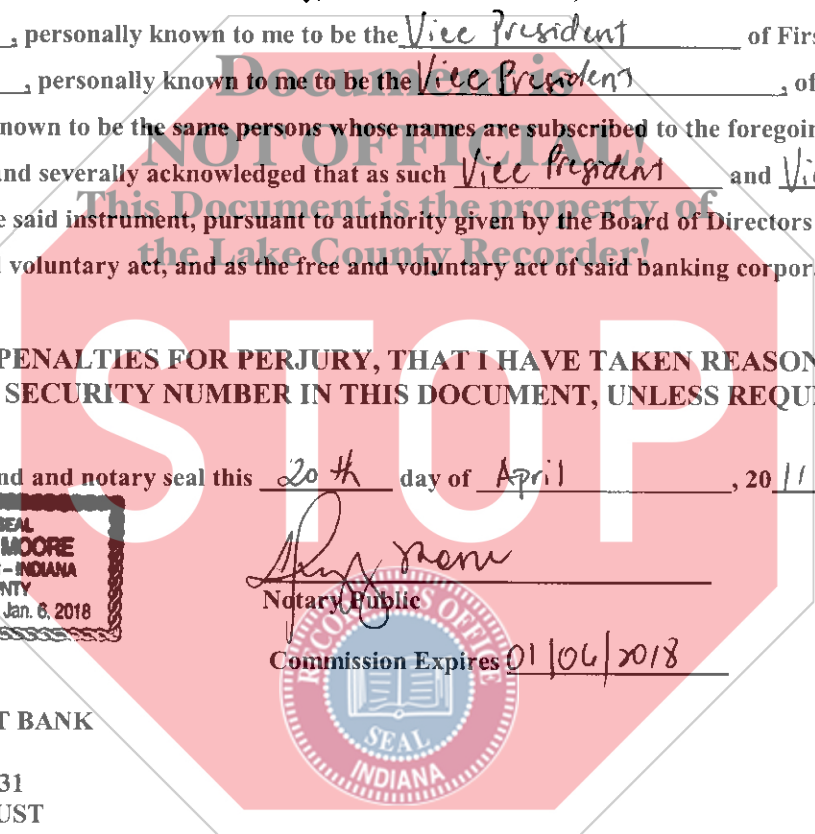 , personally known to me to be the Vice President of Firs
, personally known to me to be the Vice President , of
Document is
nown to be the same persons whose names are subscribed to the foregoin
NOT OFFICIAL!
nd severally acknowledged that as such Vice President and Vi
This Document is the property of
e said instrument, pursuant to authority given by the Board of Directors
the Lake County Recorder!
l voluntary act, and as the free and voluntary act of said banking corpor
STOP
PENALTIES FOR PERJURY, THAT I HAVE TAKEN REASON
SECURITY NUMBER IN THIS DOCUMENT, UNLESS REQUI
nd and notary seal this 20th day of April , 2011
SEAL
MOORE
- INDIANA
NTY
Jan. 6, 2018
Moore
Notary Public
Commission Expires 01/06/2018
RECORDER'S OFFICE
SEAL
INDIANA
T BANK
31
UST